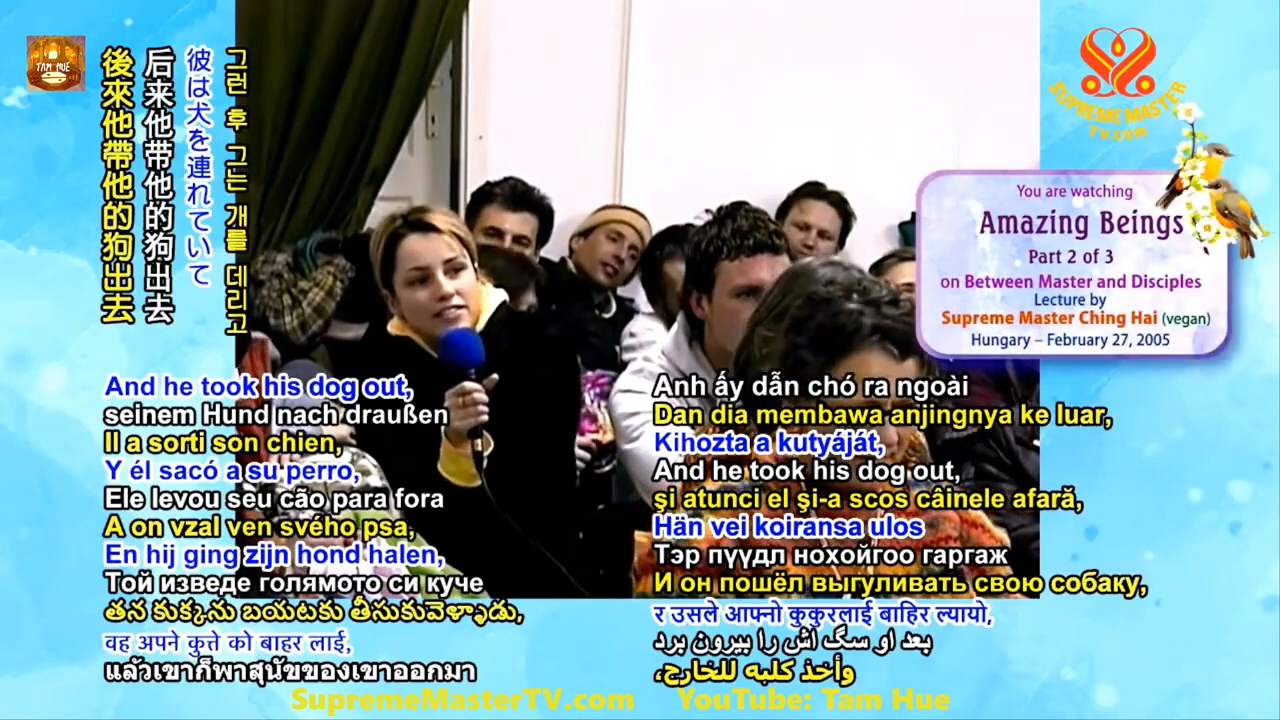 TAM HUE
後來他帶他的狗出去
后来他带他的狗出去
彼は犬を連れていて
그런 후 그는 개를 데리고
SUPREME MASTER
TV.com
You are watching
Amazing Beings
Part 2 of 3
on Between Master and Disciples
Lecture by
Supreme Master Ching Hai (vegan)
Hungary – February 27, 2005
And he took his dog out,
seinem Hund nach draußen
Il a sorti son chien,
Y él sacó a su perro,
Ele levou seu cão para fora
A on vzal ven svého psa,
En hij ging zijn hond halen,
Той изведе голямото си куче
తన కుక్కను బయటకు తీసుకువెళ్ళాడు,
वह अपने कुत्ते को बाहर लाई,
แล้วเขาก็พาสุนัขของเขาออกมา
Anh ấy dẫn chó ra ngoài
Dan dia membawa anjingnya ke luar,
Kihozta a kutyáját,
And he took his dog out,
şi atunci el şi-a scos câinele afară,
Hän vei koiransa ulos
Тэр пүүдл нохойгоо гаргаж
И он пошёл выгуливать свою собаку,
र उसले आफ्नो कुकुरलाई बाहिर ल्यायो,
بعد او سگ اش را بیرون برد
وأخذ كلبه للخارج،
SupremeMasterTV.com YouTube: Tam Hue